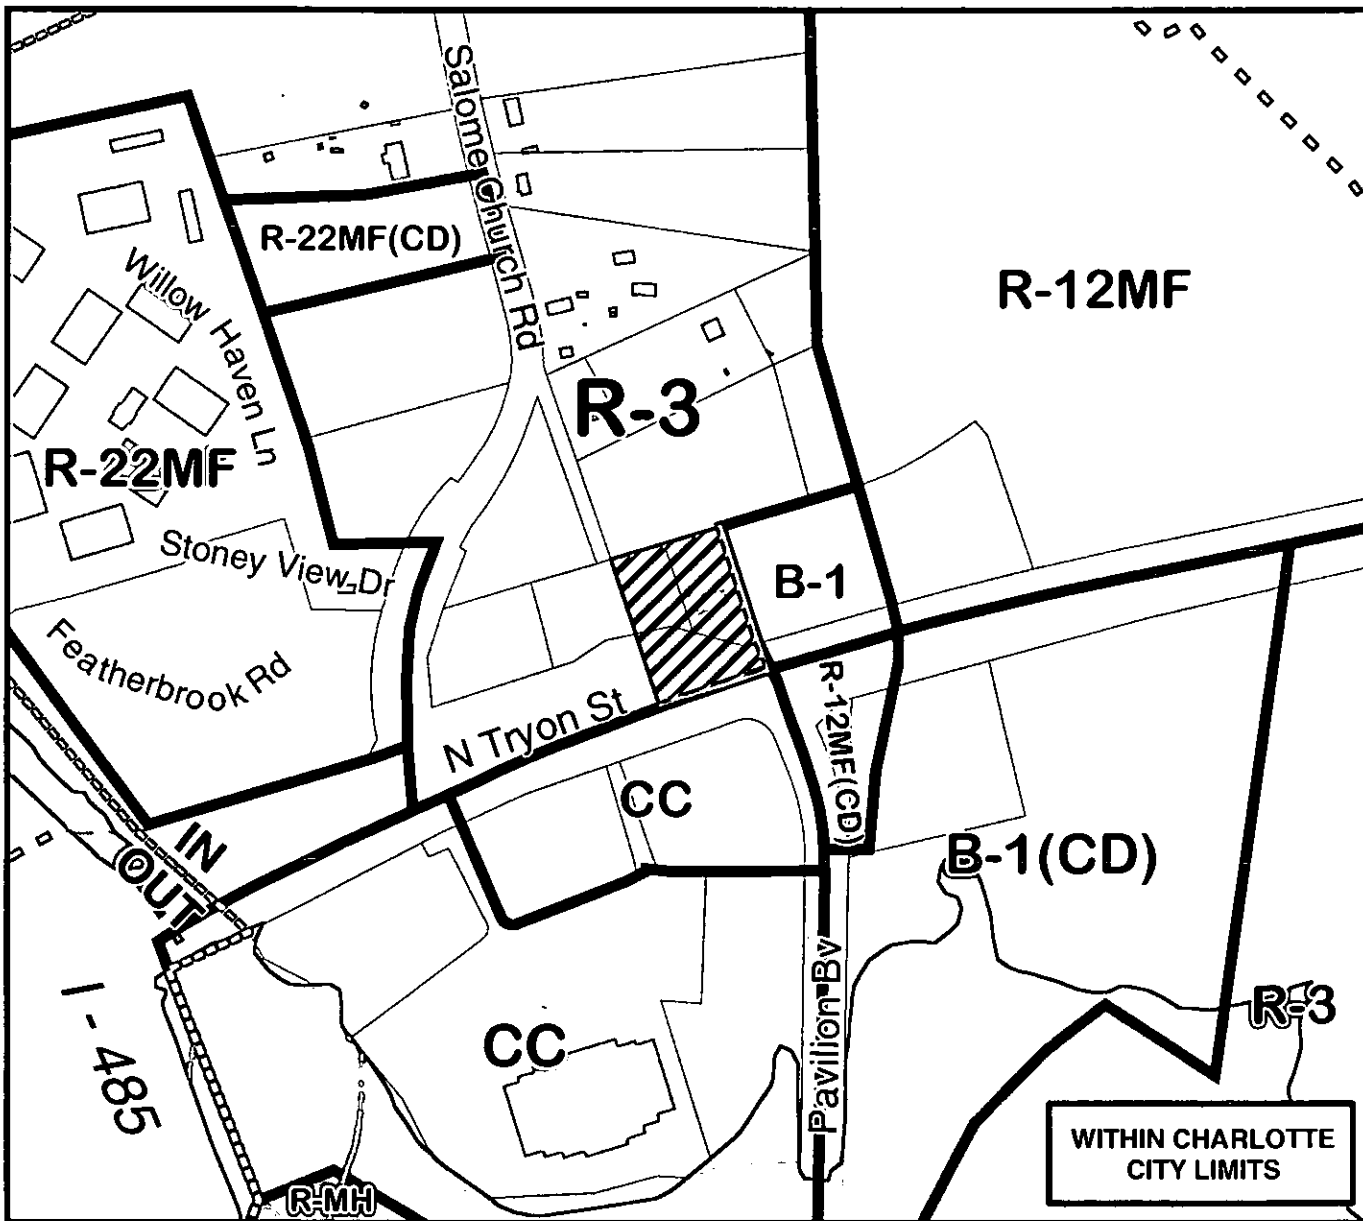 Salome Church Rd
R-22MF(CD)
R-12MF
Willow Haven Ln
R-3
R-22MF
Stoney View Dr
B-1
Featherbrook Rd
R-12MF(CD)
N Tryon St
CC
IN
OUT
B-1(CD)
Pavilion Bv
I - 485
CC
R-3
WITHIN CHARLOTTE
CITY LIMITS
R-MH